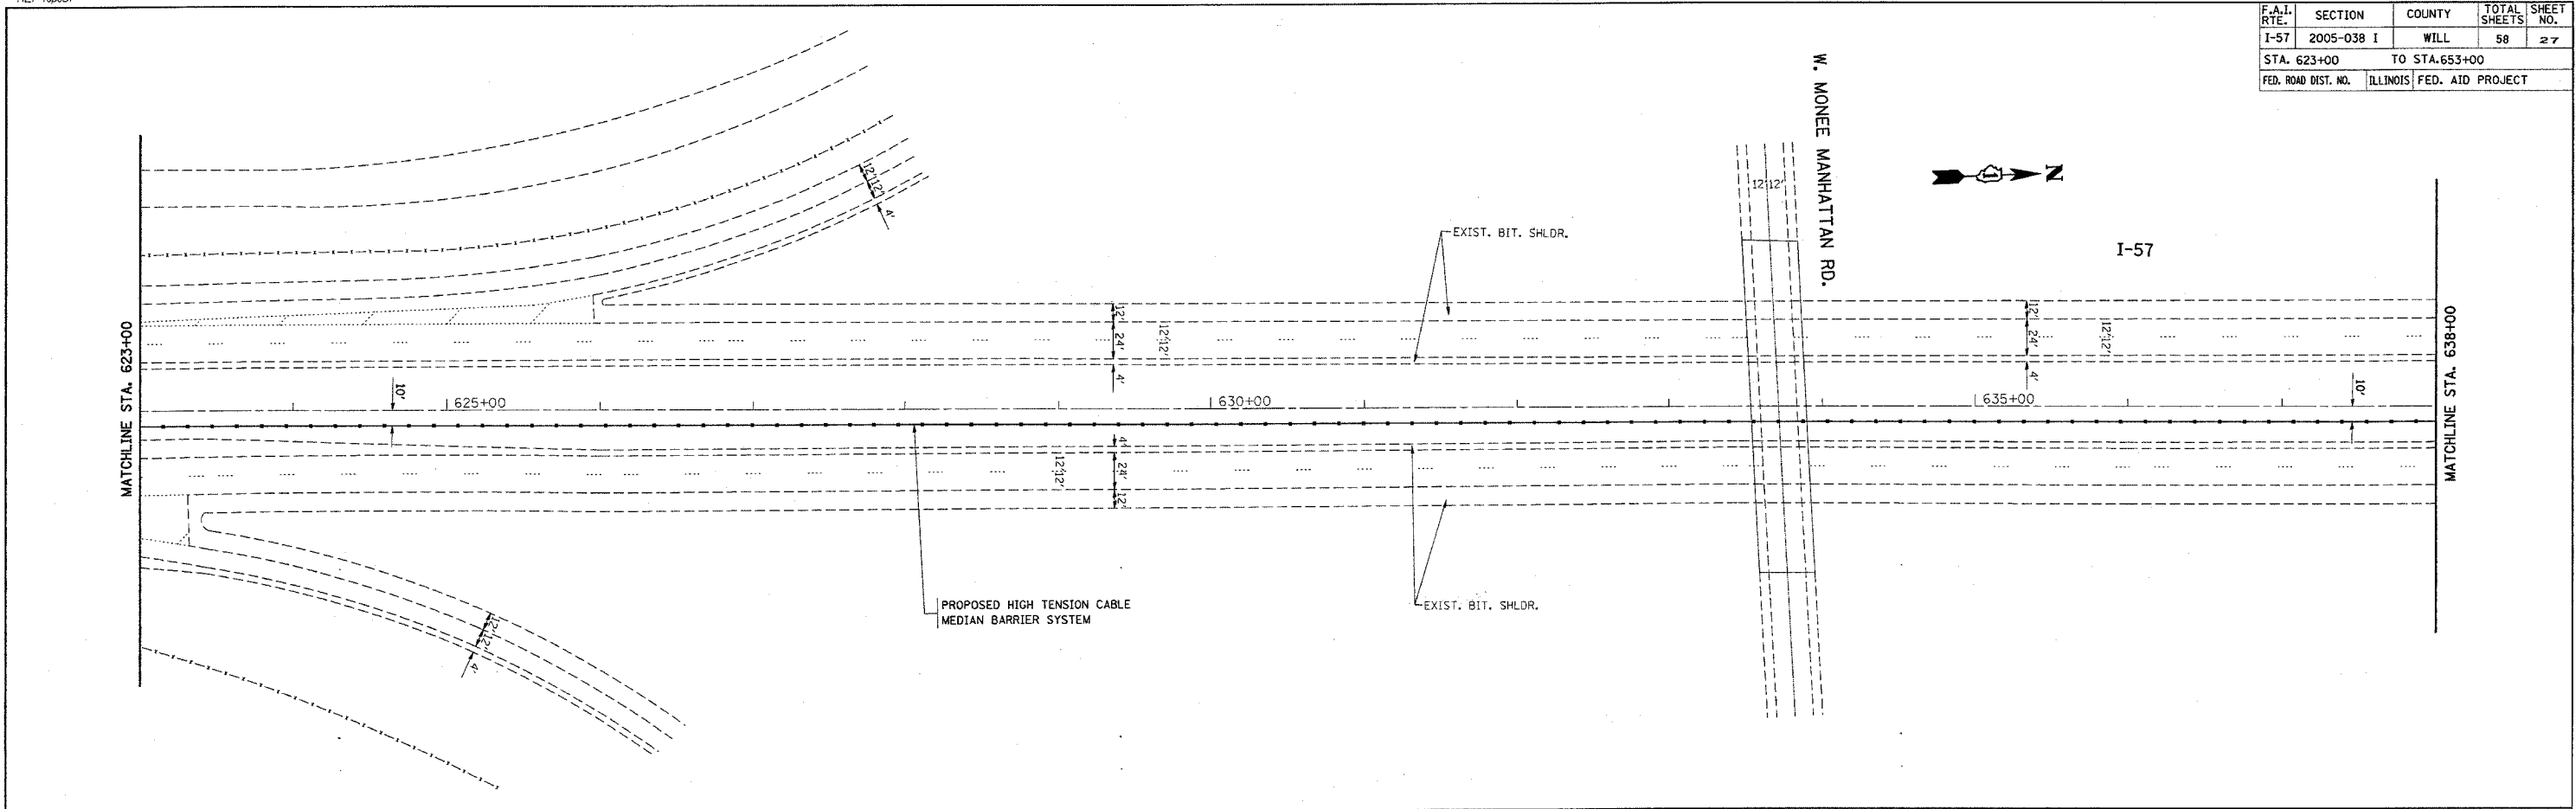 F.A.I. RTE. SECTION COUNTY TOTAL SHEETS SHEET NO.
I-57 2005-038 I WILL 58 27
STA. 623+00 TO STA.653+00
FED. ROAD DIST. NO. ILLINOIS FED. AID PROJECT
W. MONEE MANHATTAN RD.
N
I-57
12' 12'
4'
12' 12'
EXIST. BIT. SHLDR.
MATCHLINE STA. 623+00
MATCHLINE STA. 638+00
12'
24'
12' 12'
4'
12'
24'
12' 12'
4'
10'
10'
625+00
630+00
635+00
4'
24'
12' 12'
12'
PROPOSED HIGH TENSION CABLE
MEDIAN BARRIER SYSTEM
EXIST. BIT. SHLDR.
12' 12'
4'